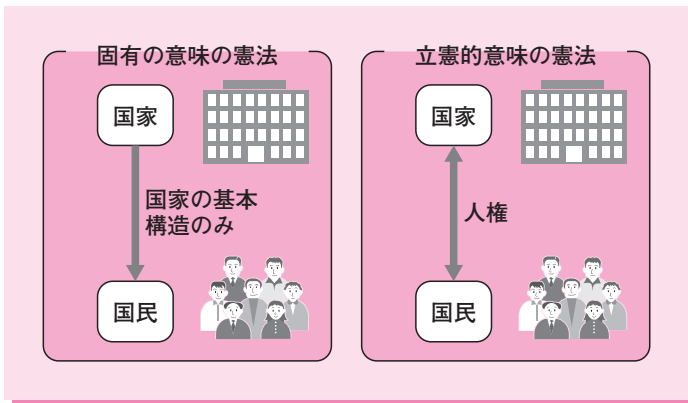 固有の意味の憲法
国家
国家の基本
構造のみ
国民
立憲的意味の憲法
国家
人権
国民